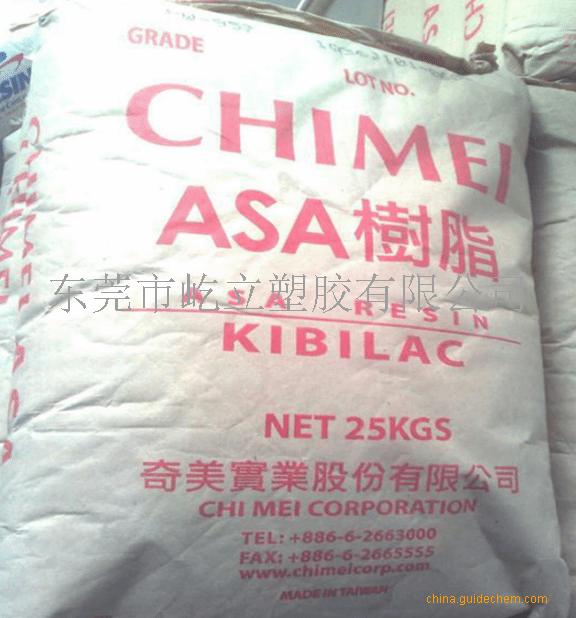 GRADE
LOT NO.
CHIMEI
ASA樹脂
东莞市屹立塑胶有限公司
ASA RESIN
KIBILAC
NET 25KGS
奇美實業股份有限公司
CHI MEI CORPORATION
TEL: +886-6-2663000
FAX: +886-6-2665555
www.chimeicorp.com
MADE IN TAIWAN
china.guidechem.com